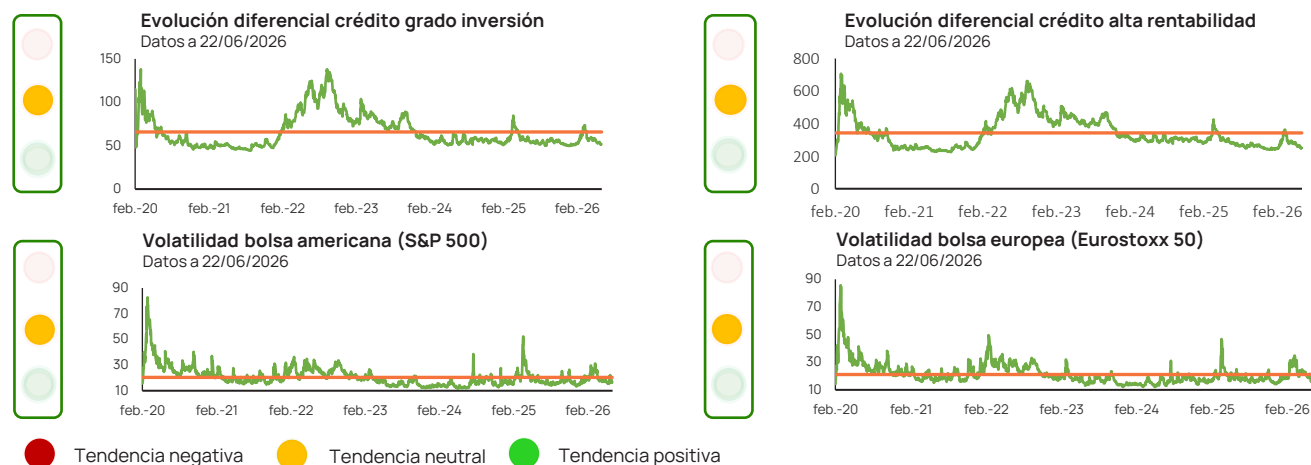 Evolución diferencial crédito grado inversión
Datos a 22/06/2026
150
100
50
0
feb.-20 feb.-21 feb.-22 feb.-23 feb.-24 feb.-25 feb.-26
Evolución diferencial crédito alta rentabilidad
Datos a 22/06/2026
800
600
400
200
0
feb.-20 feb.-21 feb.-22 feb.-23 feb.-24 feb.-25 feb.-26
Volatilidad bolsa americana (S&P 500)
Datos a 22/06/2026
90
70
50
30
10
feb.-20 feb.-21 feb.-22 feb.-23 feb.-24 feb.-25 feb.-26
Volatilidad bolsa europea (Eurostoxx 50)
Datos a 22/06/2026
90
70
50
30
10
feb.-20 feb.-21 feb.-22 feb.-23 feb.-24 feb.-25 feb.-26
Tendencia negativa Tendencia neutral Tendencia positiva